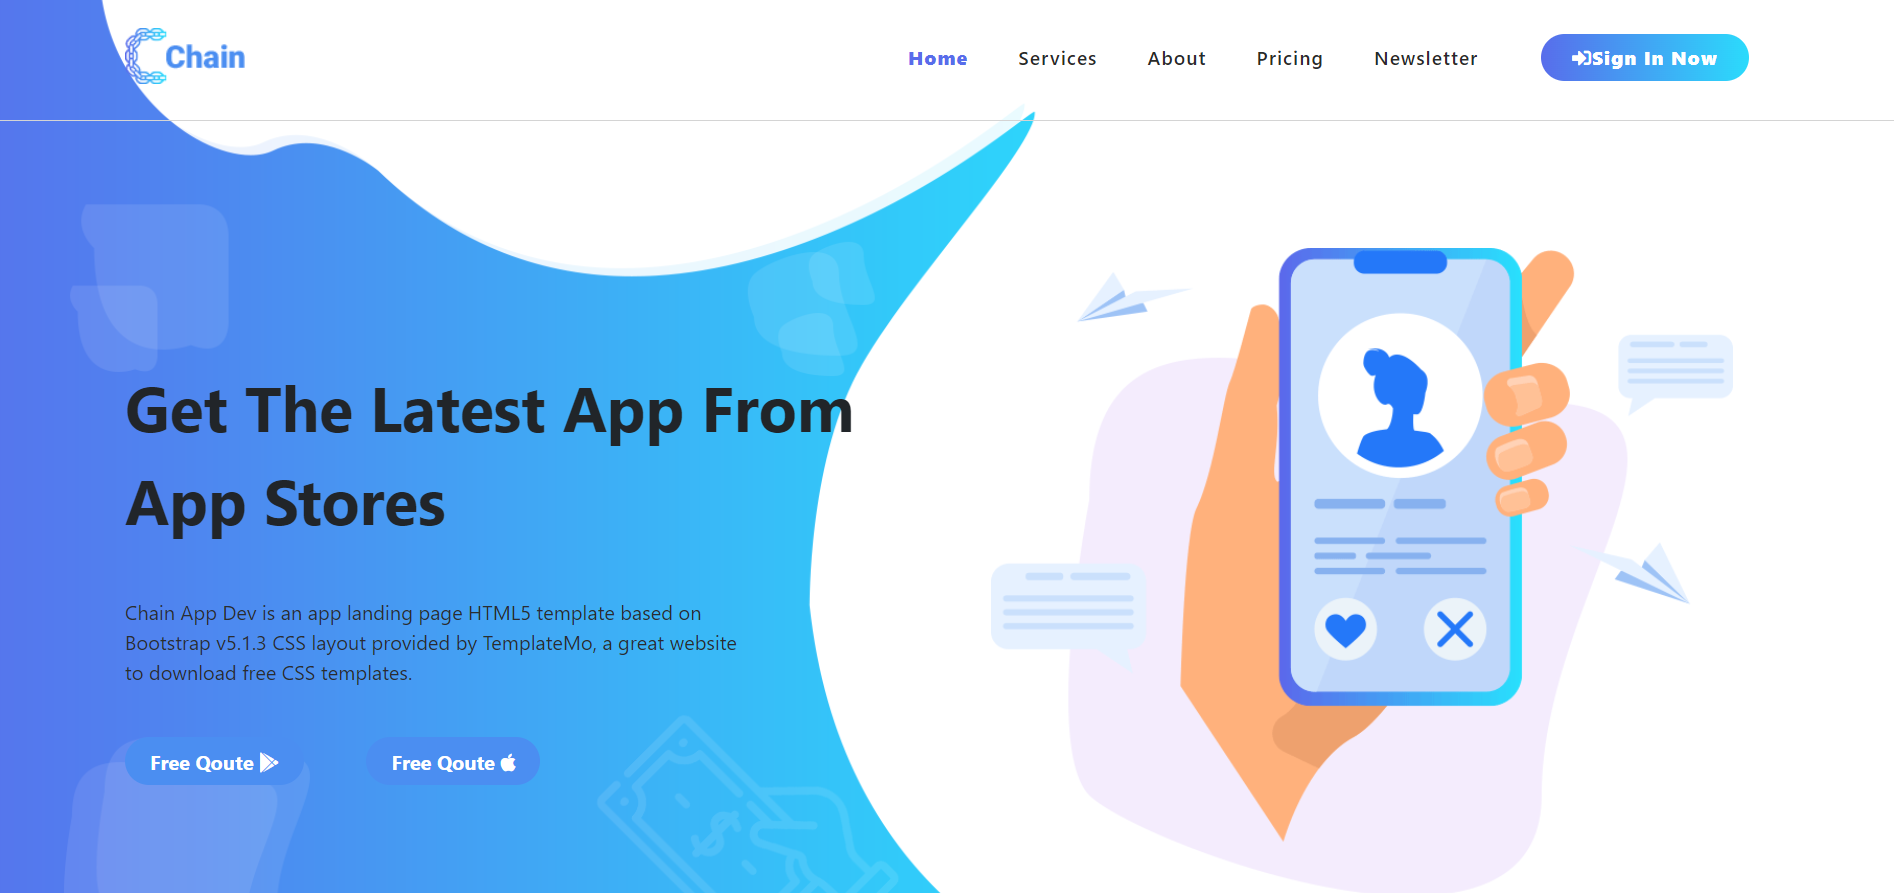 Chain
Home
Services
About
Pricing
Newsletter
Sign In Now
Get The Latest App From
App Stores
Chain App Dev is an app landing page HTML5 template based on
Bootstrap v5.1.3 CSS layout provided by TemplateMo, a great website
to download free CSS templates.
Free Qoute
Free Qoute